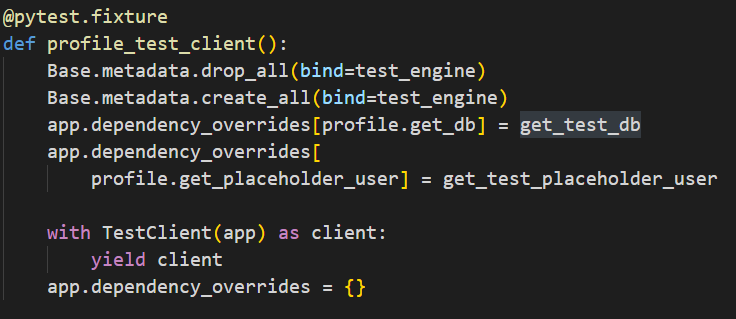 @pytest.fixture
def profile_test_client():
    Base.metadata.drop_all(bind=test_engine)
    Base.metadata.create_all(bind=test_engine)
    app.dependency_overrides[profile.get_db] = get_test_db
    app.dependency_overrides[
        profile.get_placeholder_user] = get_test_placeholder_user
    with TestClient(app) as client:
        yield client
    app.dependency_overrides = {}